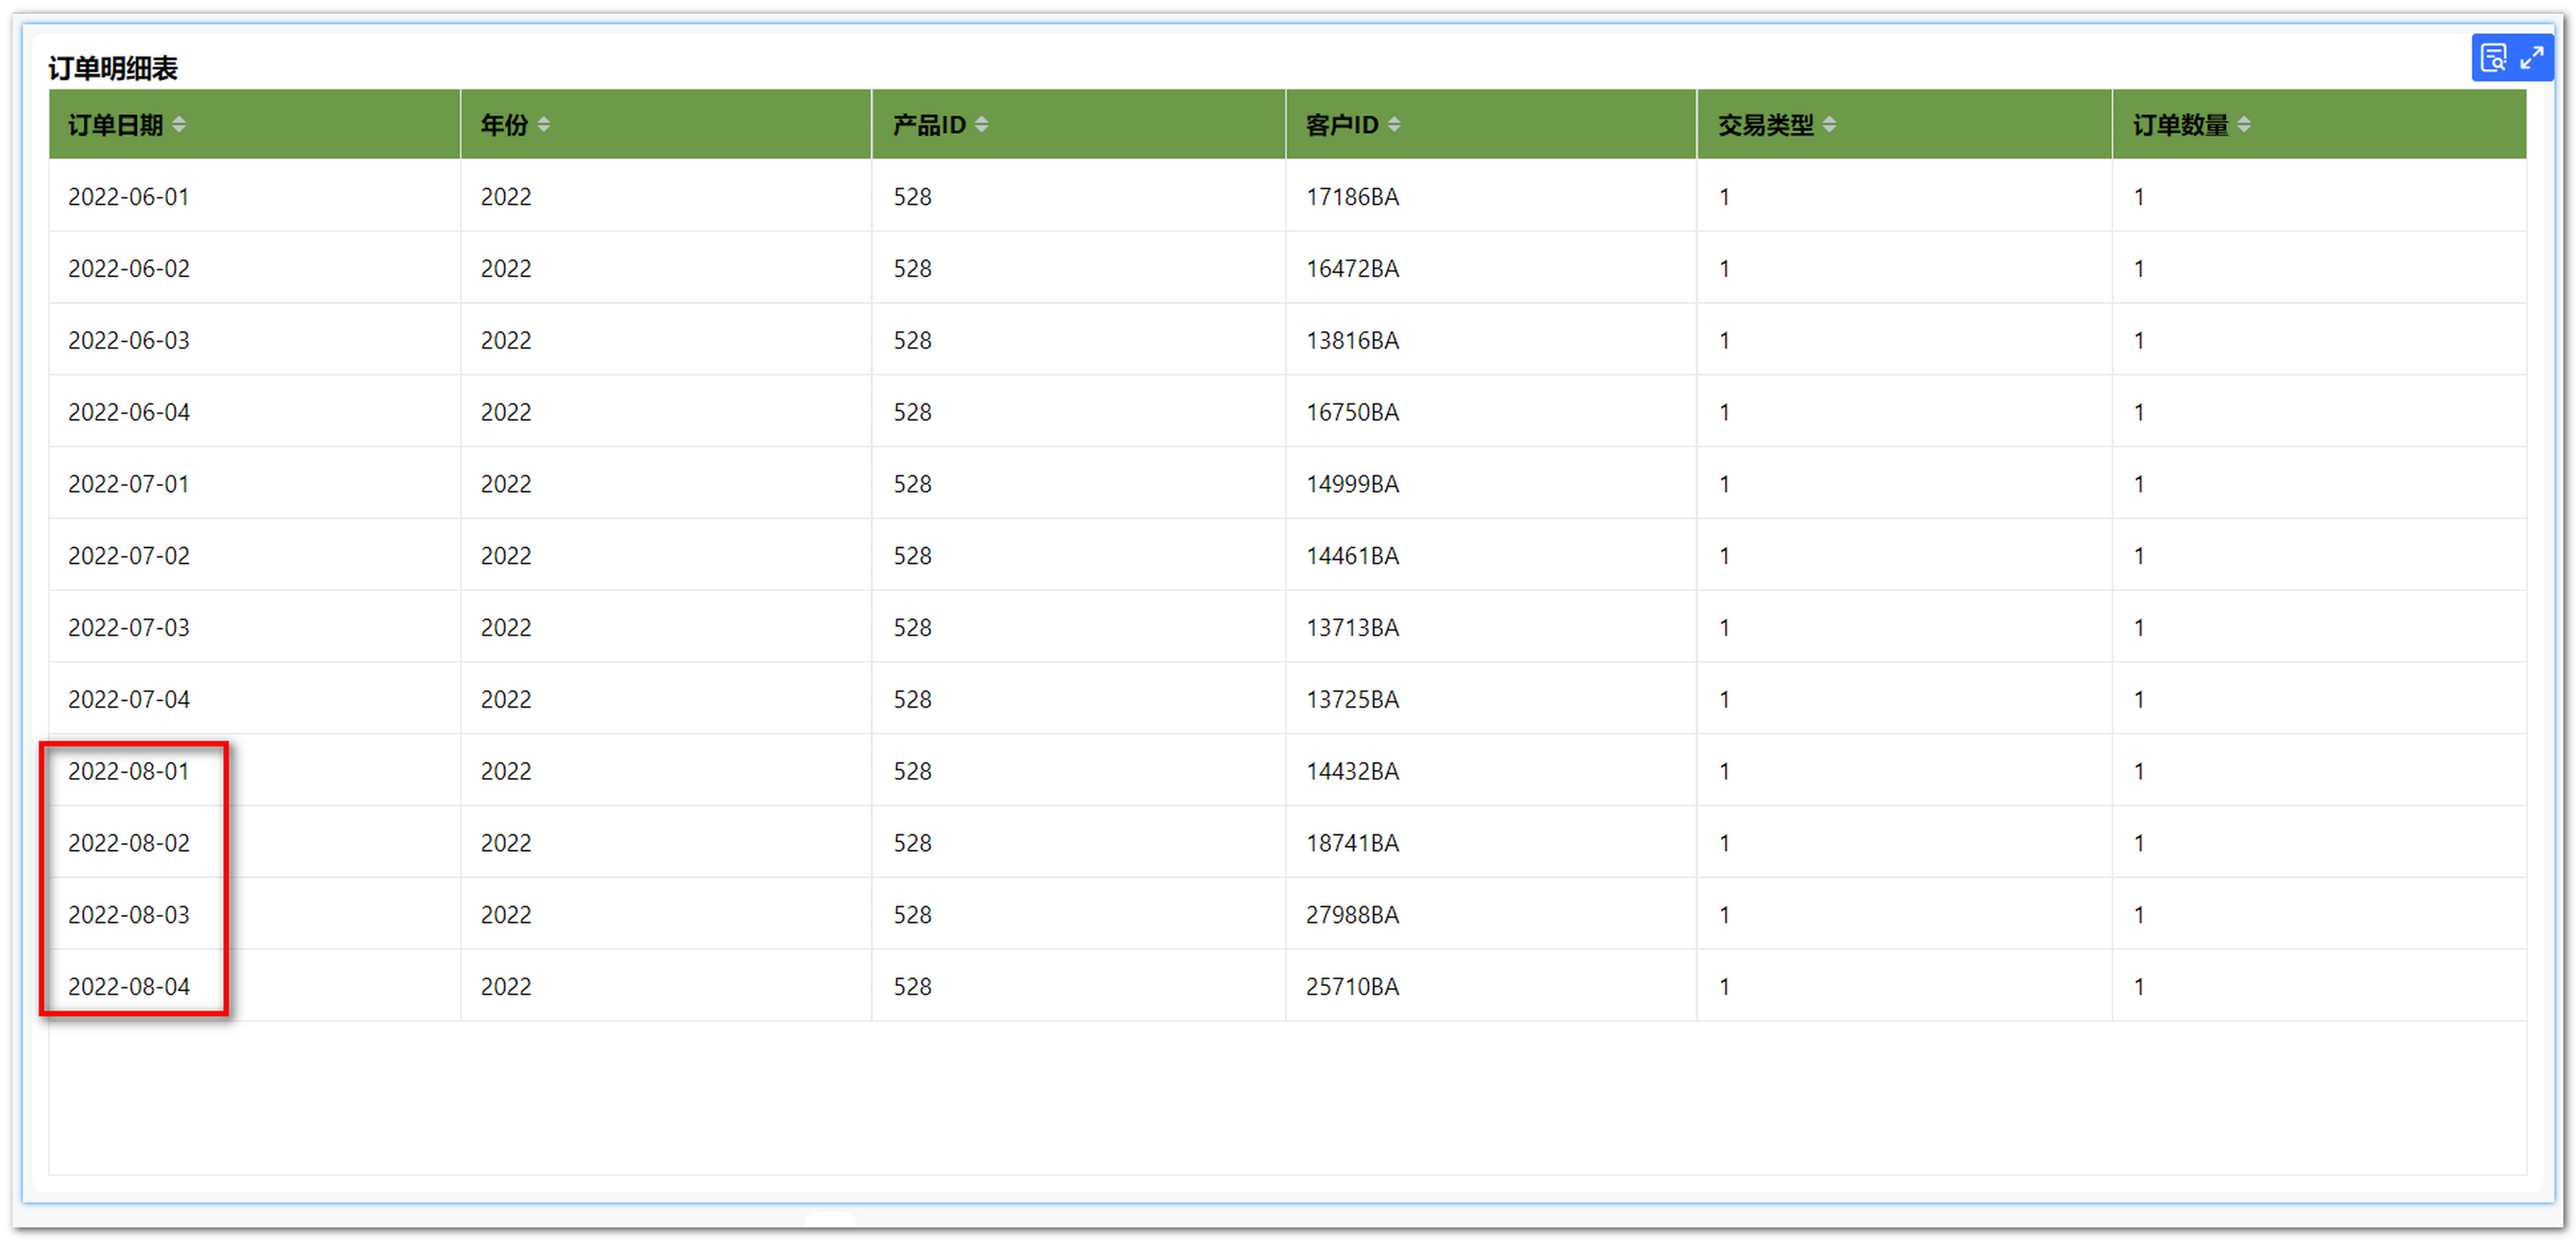 订单明细表
订单日期 年份 产品ID 客户ID 交易类型 订单数量
2022-06-01 2022 528 17186BA 1 1
2022-06-02 2022 528 16472BA 1 1
2022-06-03 2022 528 13816BA 1 1
2022-06-04 2022 528 16750BA 1 1
2022-07-01 2022 528 14999BA 1 1
2022-07-02 2022 528 14461BA 1 1
2022-07-03 2022 528 13713BA 1 1
2022-07-04 2022 528 13725BA 1 1
2022-08-01 2022 528 14432BA 1 1
2022-08-02 2022 528 18741BA 1 1
2022-08-03 2022 528 27988BA 1 1
2022-08-04 2022 528 25710BA 1 1